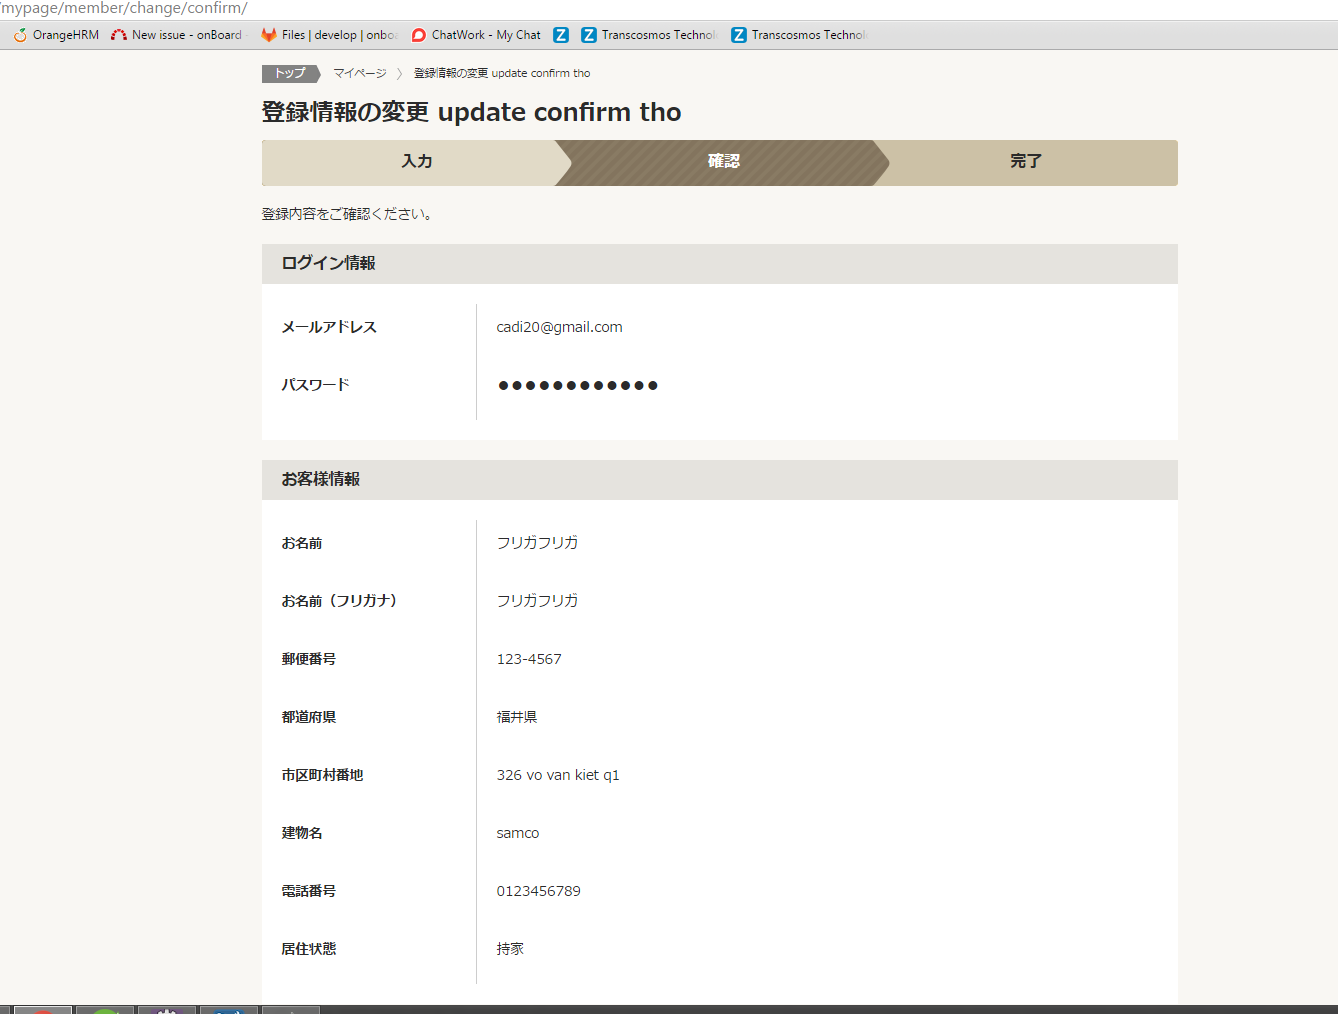 /mypage/member/change/confirm/
OrangeHRM New issue - onBoard Files | develop | onbo ChatWork - My Chat Z Z Transcosmos Technol Z Transcosmos Technol
トップ マイページ 〉 登録情報の変更 update confirm tho
登録情報の変更 update confirm tho
入力 確認 完了
登録内容をご確認ください。
ログイン情報
メールアドレス cadi20@gmail.com
パスワード ●●●●●●●●●●●●
お客様情報
お名前 フリガフリガ
お名前（フリガナ） フリガフリガ
郵便番号 123-4567
都道府県 福井県
市区町村番地 326 vo van kiet q1
建物名 samco
電話番号 0123456789
居住状態 持家